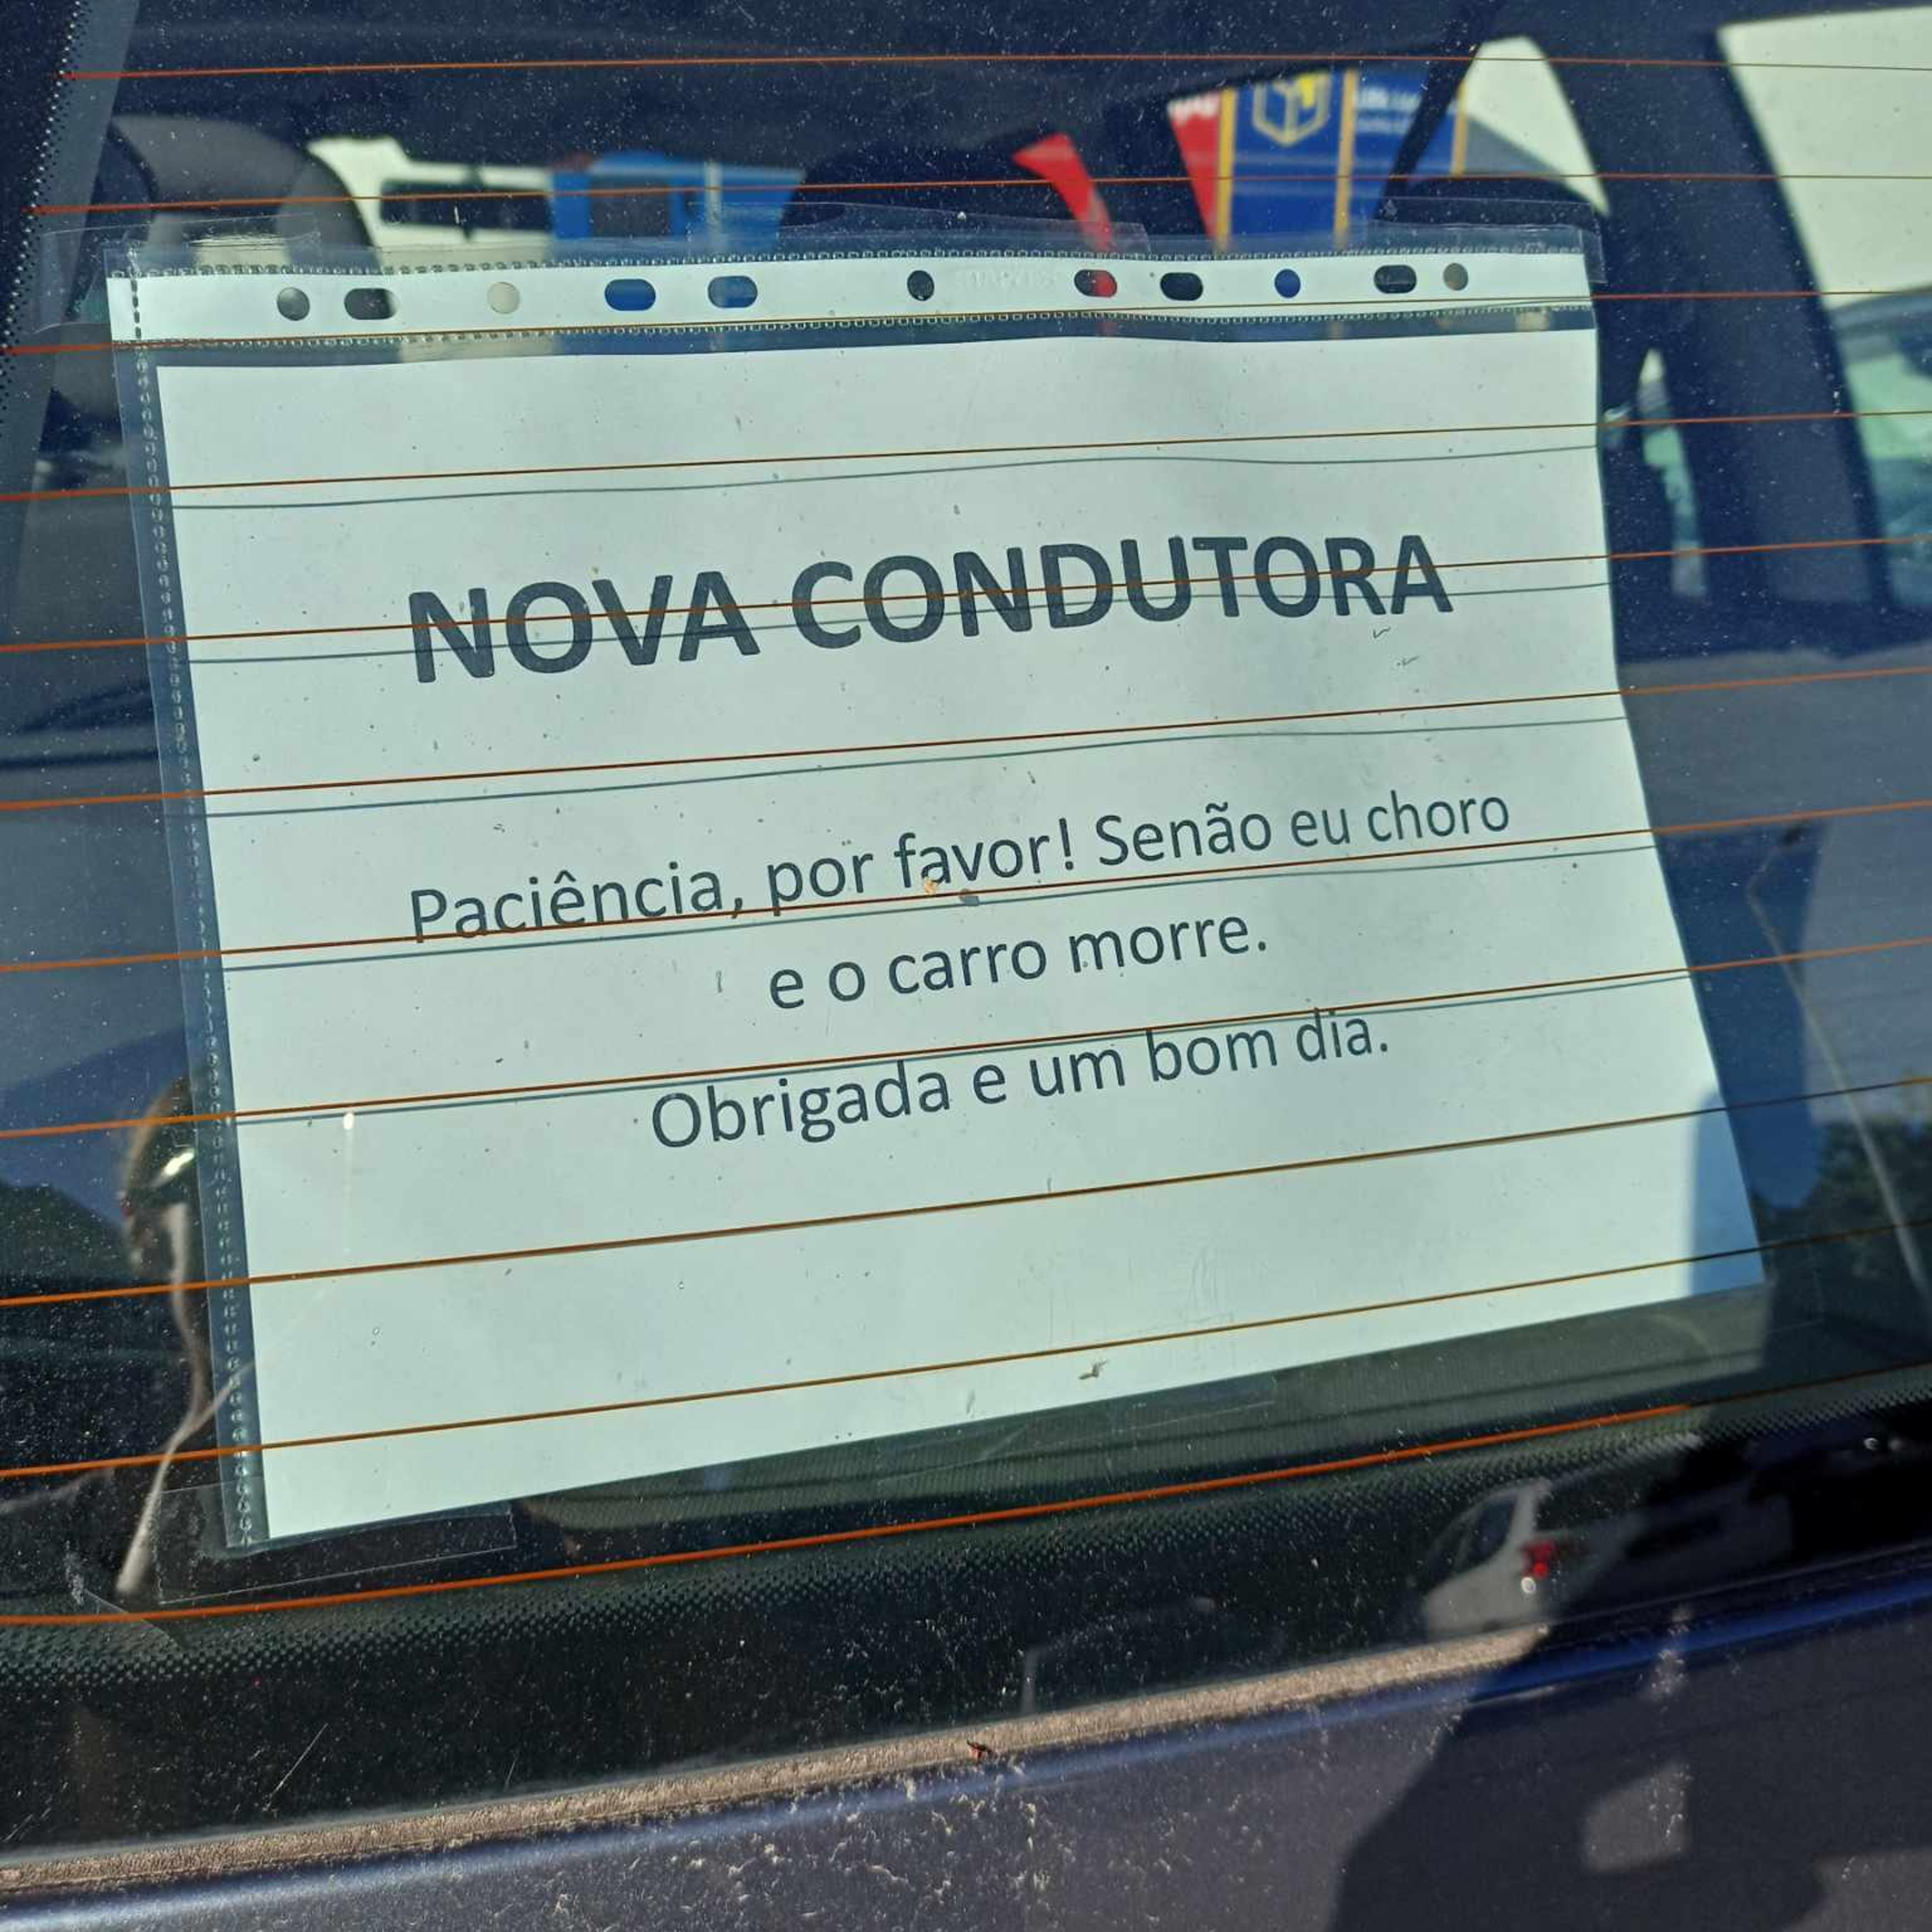 NOVA CONDUTORA
Paciência, por favor! Senão eu choro
e o carro morre.
Obrigada e um bom dia.